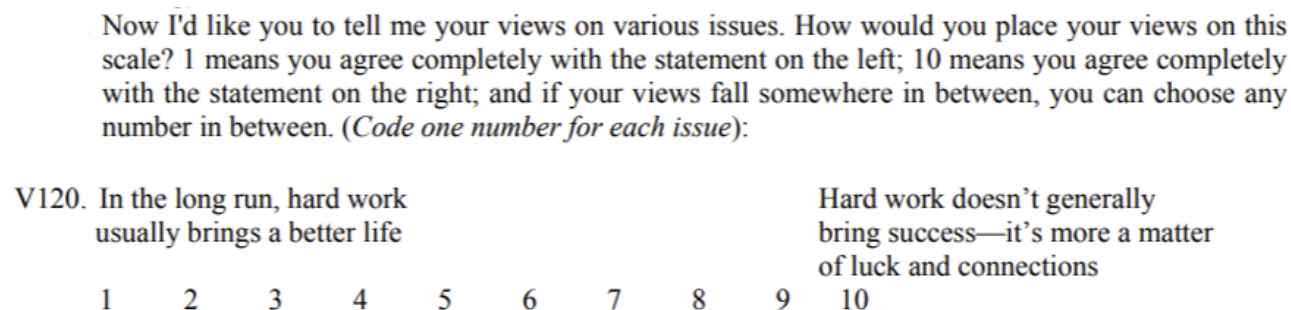 Now I'd like you to tell me your views on various issues. How would you place your views on this
scale? 1 means you agree completely with the statement on the left; 10 means you agree completely
with the statement on the right; and if your views fall somewhere in between, you can choose any
number in between. (Code one number for each issue):
V120. In the long run, hard work
usually brings a better life
Hard work doesn’t generally
bring success—it’s more a matter
of luck and connections
1 2 3 4 5 6 7 8 9 10